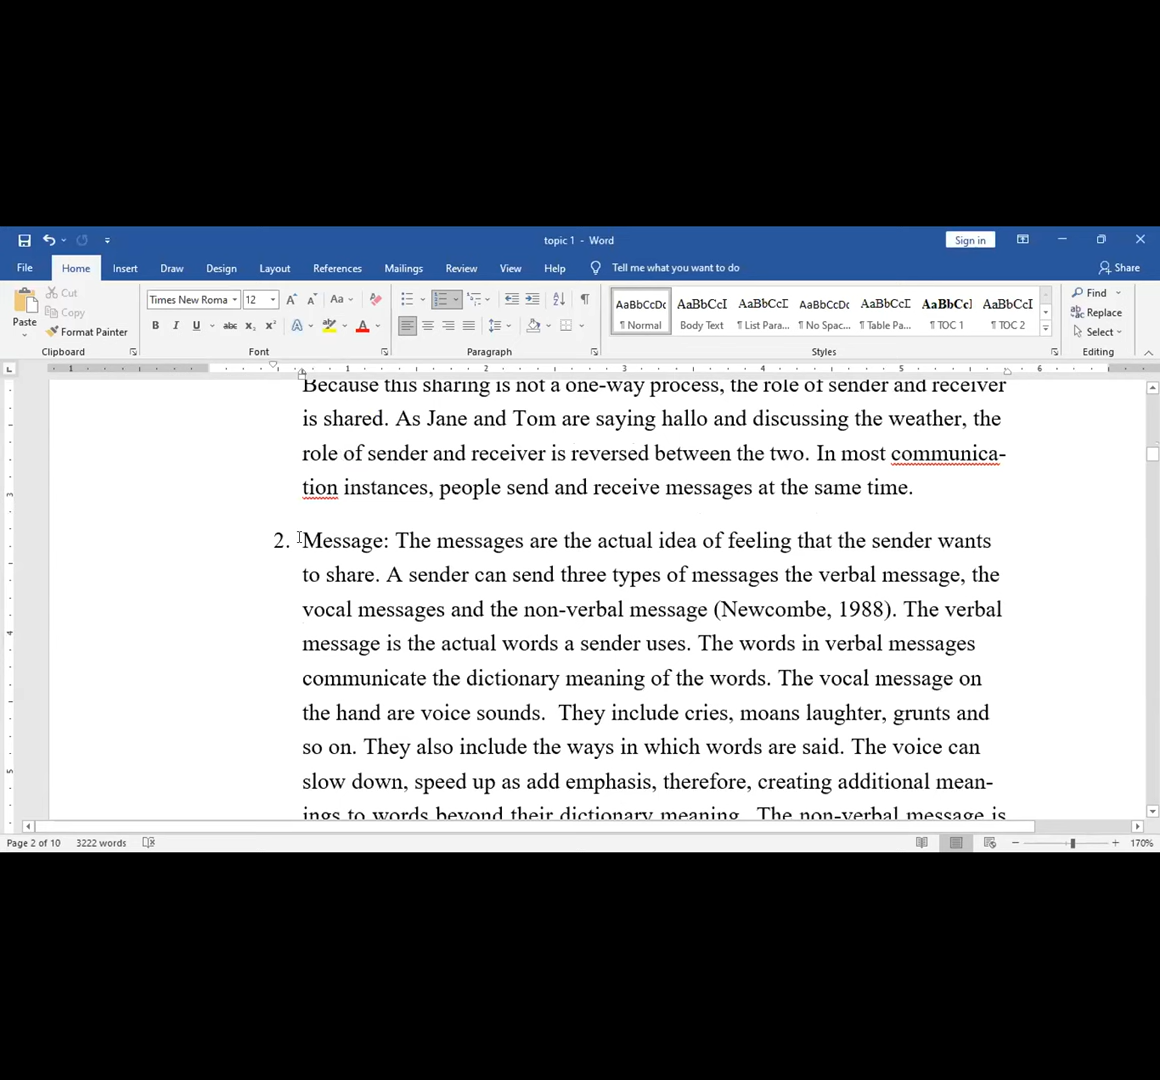 topic 1 - Word
Sign in
File Home Insert Draw Design Layout References Mailings Review View Help Tell me what you want to do Share
Paste
Cut
Copy
Format Painter
Clipboard
Times New Roma 12
Font
Paragraph
AaBbCcDc AaBbCcI AaBbCcI AaBbCcDc AaBbCcI AaBbCcl AaBbCcI
¶ Normal Body Text ¶ List Para... ¶ No Spac... ¶ Table Pa... ¶ TOC 1 ¶ TOC 2
Styles
Find
Replace
Select
Editing
Because this sharing is not a one-way process, the role of sender and receiver
is shared. As Jane and Tom are saying hallo and discussing the weather, the
role of sender and receiver is reversed between the two. In most communica-
tion instances, people send and receive messages at the same time.
2. Message: The messages are the actual idea of feeling that the sender wants
to share. A sender can send three types of messages the verbal message, the
vocal messages and the non-verbal message (Newcombe, 1988). The verbal
message is the actual words a sender uses. The words in verbal messages
communicate the dictionary meaning of the words. The vocal message on
the hand are voice sounds.  They include cries, moans laughter, grunts and
so on. They also include the ways in which words are said. The voice can
slow down, speed up as add emphasis, therefore, creating additional mean-
ings to words beyond their dictionary meaning.  The non-verbal message is
Page 2 of 10 3222 words 170%